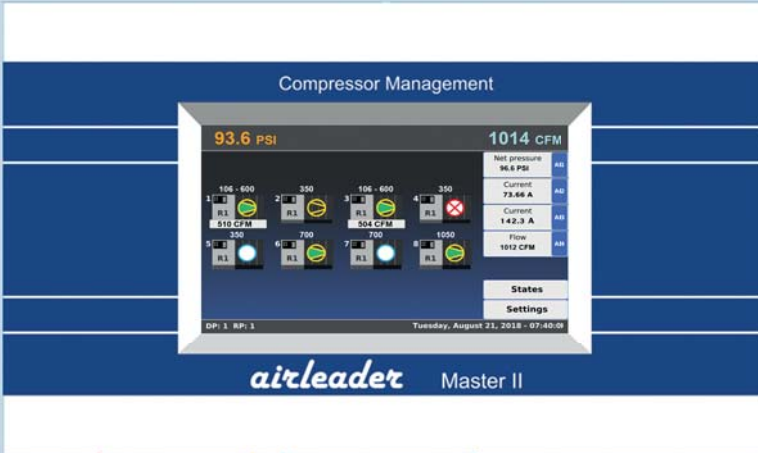 Compressor Management
93.6 PSI
1014 CFM
Net pressure
96.6 PSI
Current
73.66 A
Current
142.3 A
Flow
1012 CFM
106 - 600
350
106 - 600
350
1
R1
2
R1
3
R1
4
R1
510 CFM
504 CFM
350
700
700
1050
5
R1
6
R1
7
R1
8
R1
States
Settings
DP: 1 RP: 1
Tuesday, August 21, 2018 - 07:40:0
airleader
Master II